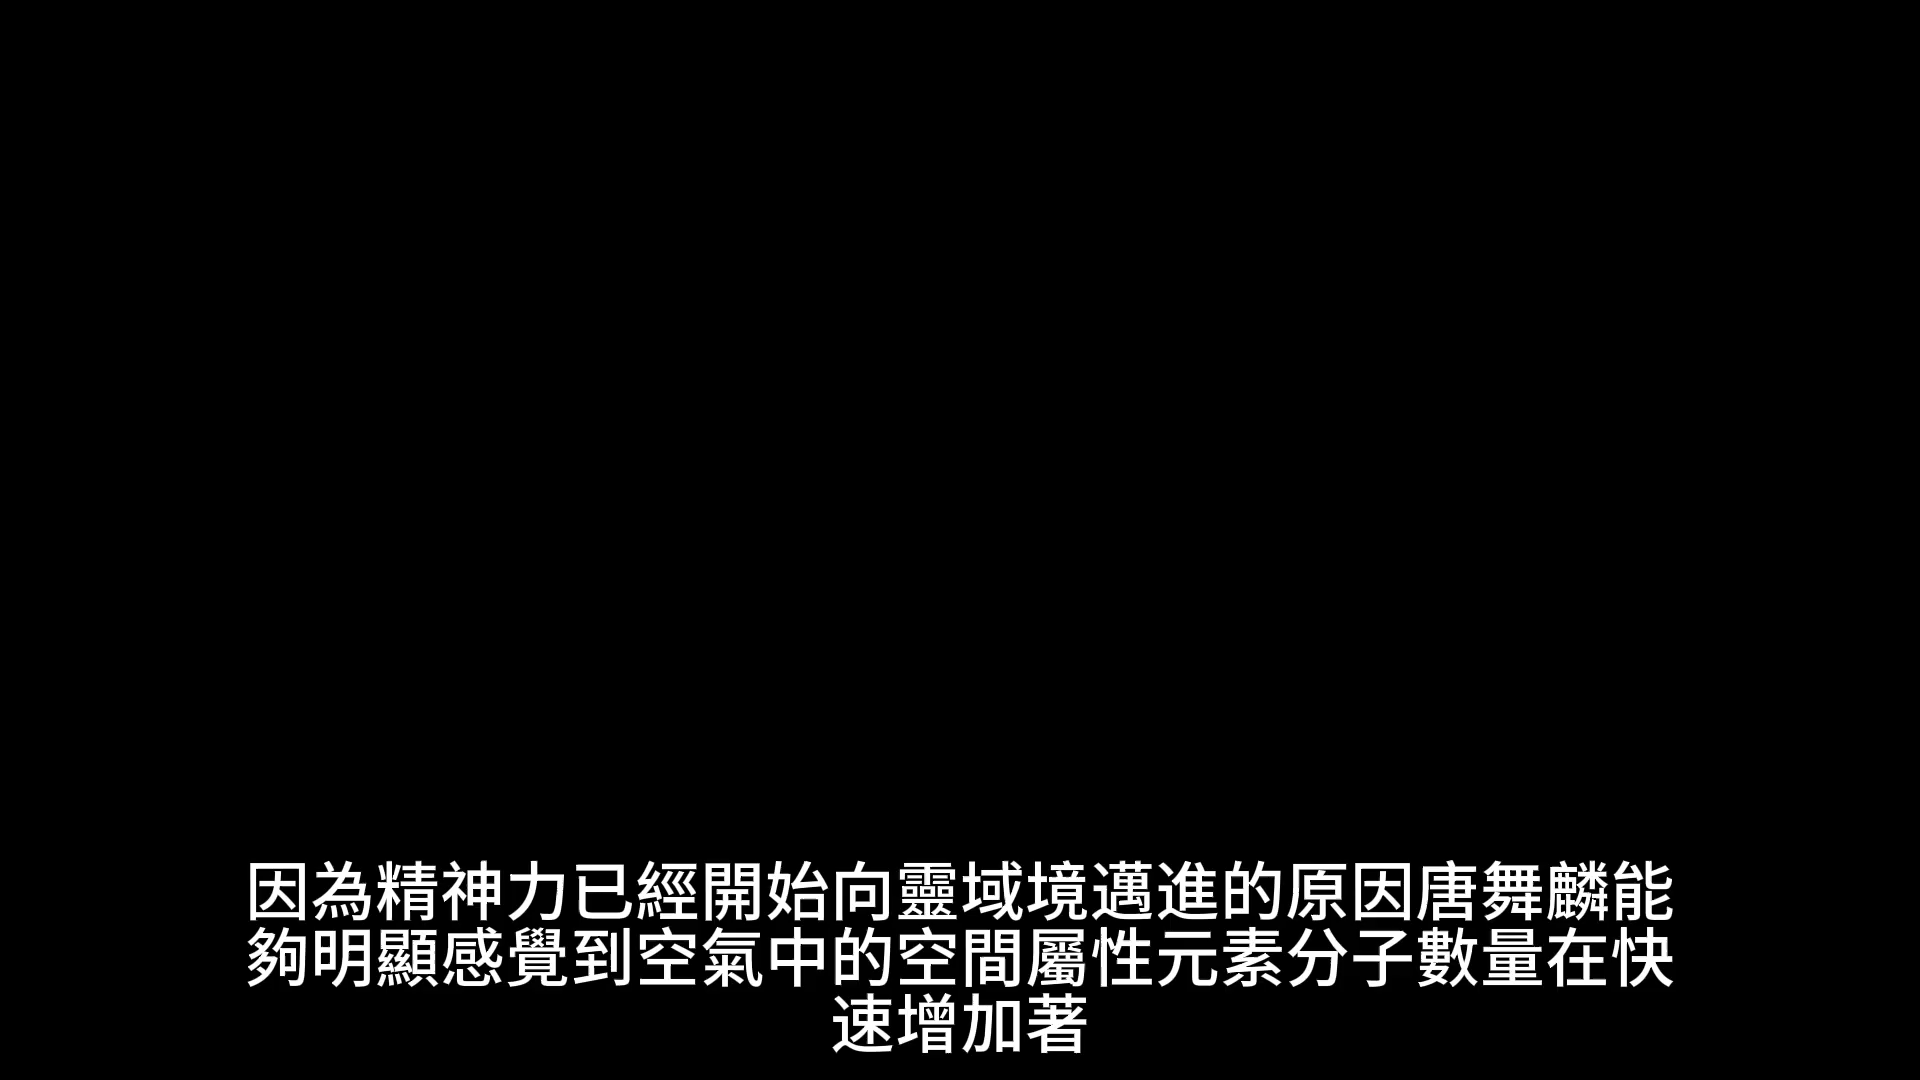 因為精神力已經開始向靈域境邁進的原因唐舞麟能
夠明顯感覺到空氣中的空間屬性元素分子數量在快
速增加著